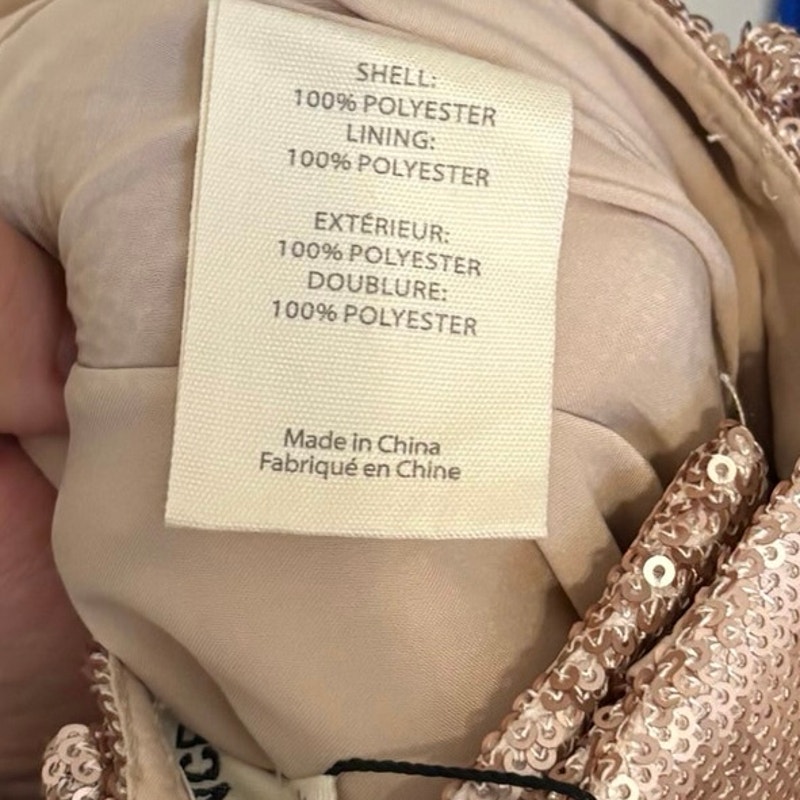 SHELL:
100% POLYESTER
LINING:
100% POLYESTER
EXTÉRIEUR:
100% POLYESTER
DOUBLURE:
100% POLYESTER
Made in China
Fabriqué en Chine